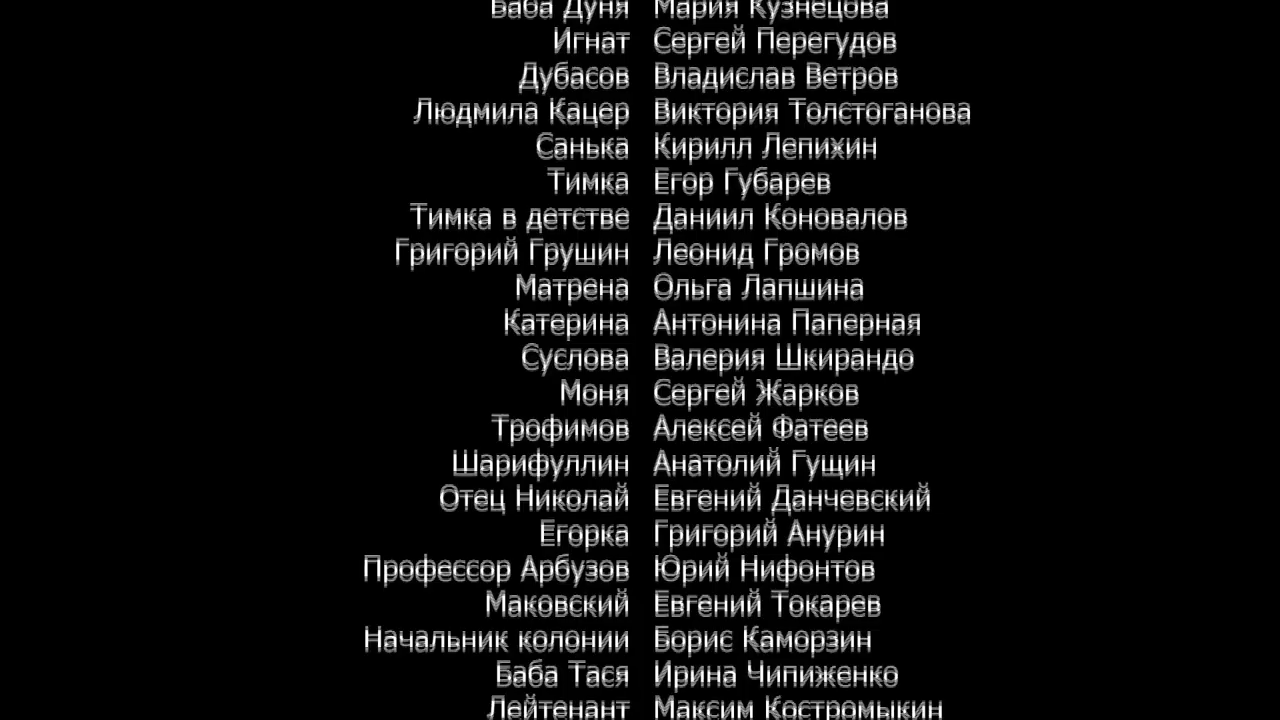 Баба Дуня Мария Кузнецова
Игнат Сергей Перегудов
Дубасов Владислав Ветров
Людмила Кацер Виктория Толстоганова
Санька Кирилл Лепихин
Тимка Егор Губарев
Тимка в детстве Даниил Коновалов
Григорий Грушин Леонид Громов
Матрена Ольга Лапшина
Катерина Антонина Паперная
Суслова Валерия Шкирандо
Моня Сергей Жарков
Трофимов Алексей Фатеев
Шарифуллин Анатолий Гущин
Отец Николай Евгений Данчевский
Егорка Григорий Анурин
Профессор Арбузов Юрий Нифонтов
Маковский Евгений Токарев
Начальник колонии Борис Каморзин
Баба Тася Ирина Чипиженко
Лейтенант Максим Костромыкин